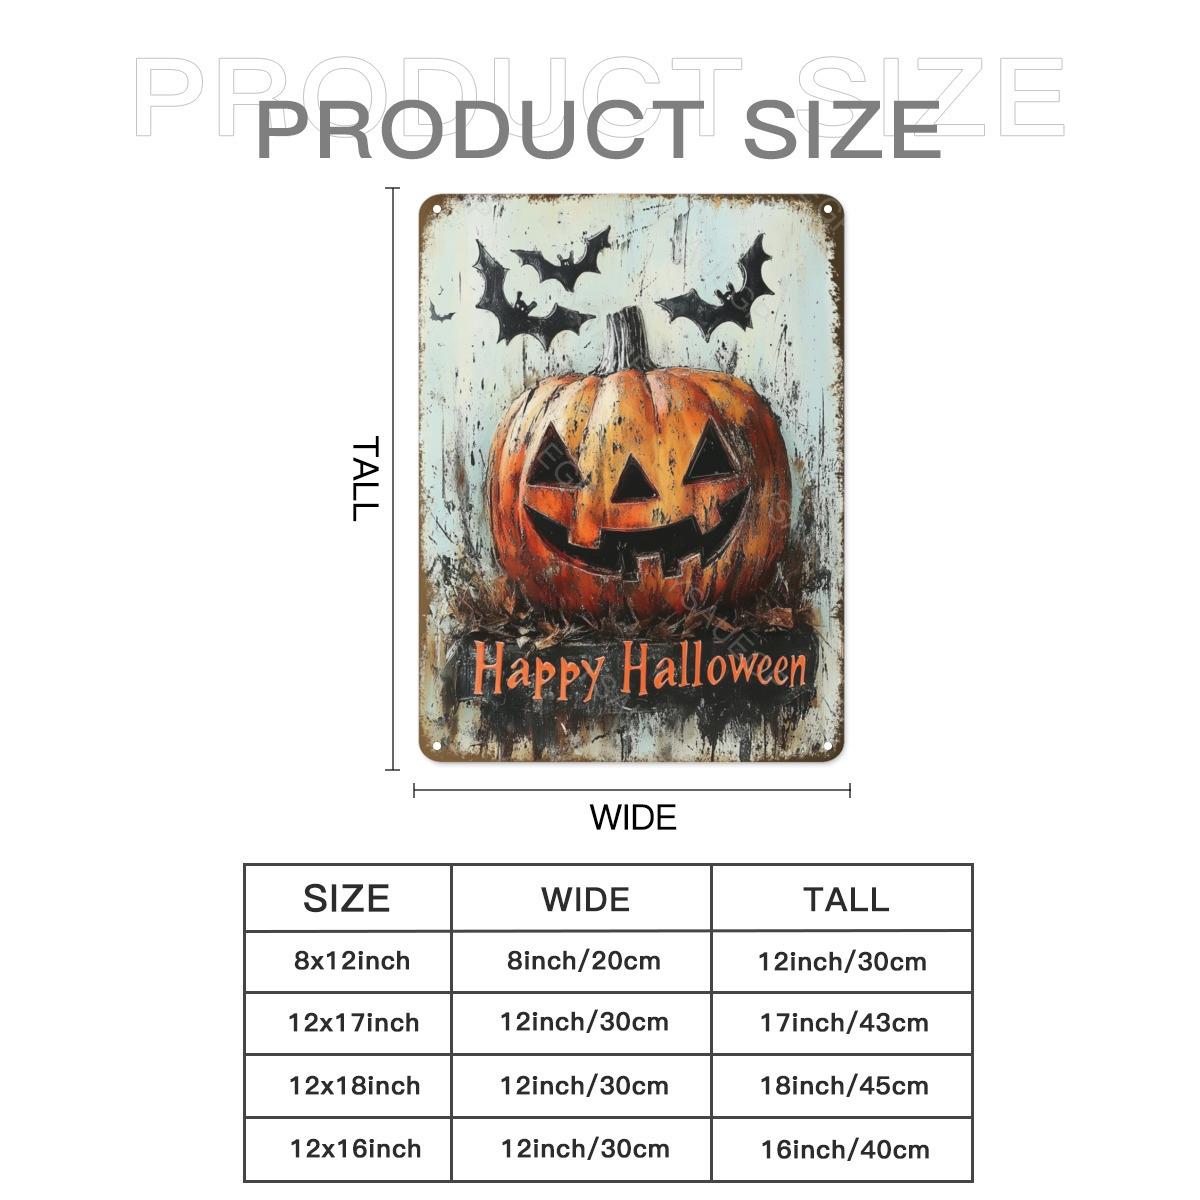 PRODUCT SIZE
PRODUCT SIZE
TALL
Happy Halloween
WIDE
SIZE WIDE TALL
8x12inch 8inch/20cm 12inch/30cm
12x17inch 12inch/30cm 17inch/43cm
12x18inch 12inch/30cm 18inch/45cm
12x16inch 12inch/30cm 16inch/40cm